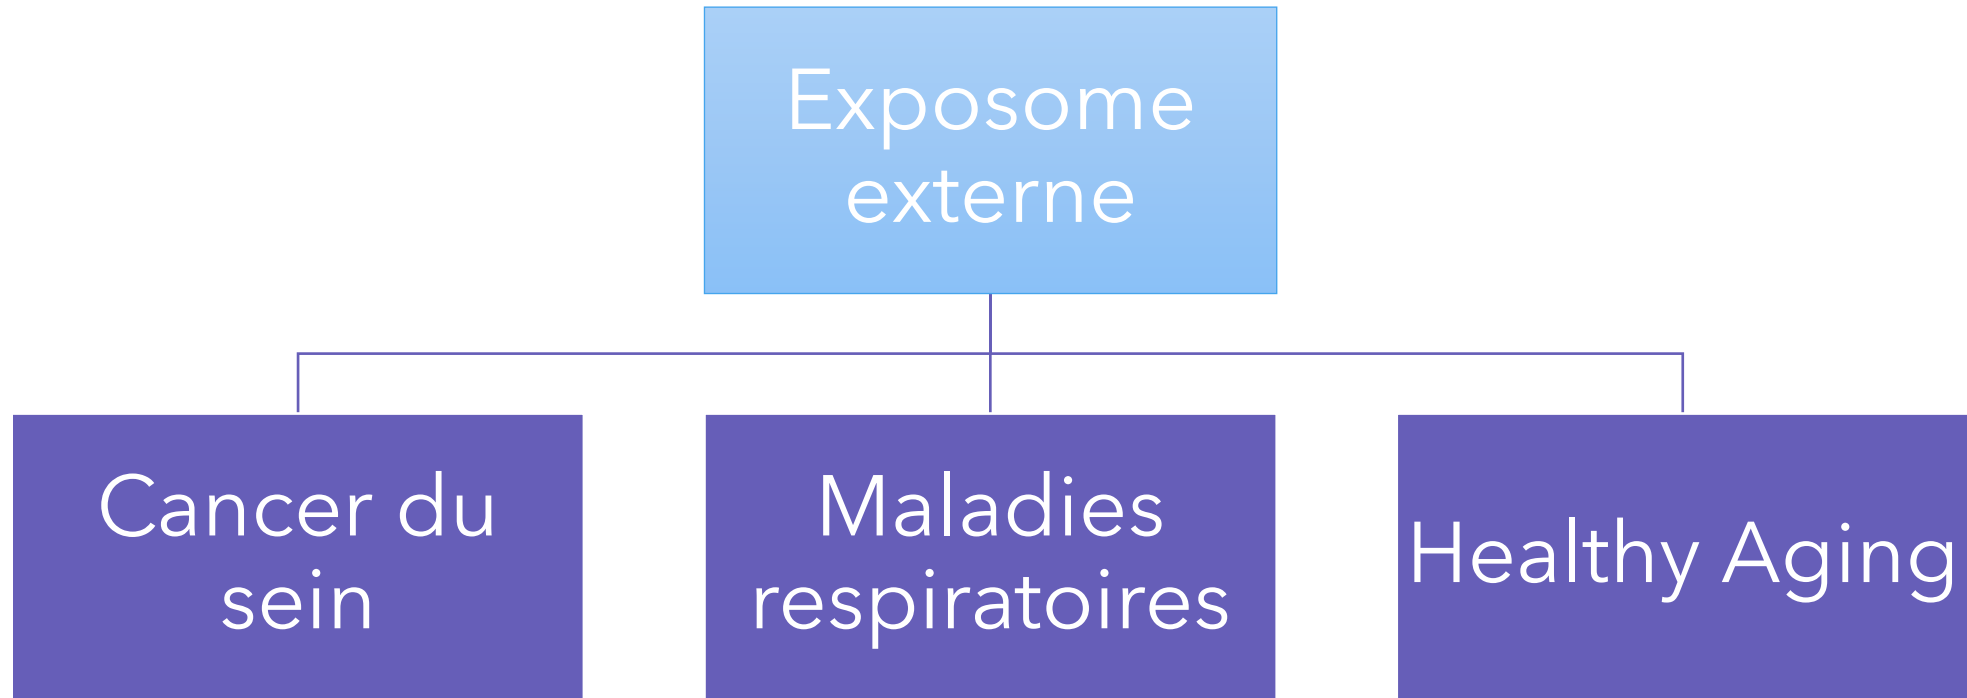 Exposome
externe
Cancer du
sein
Maladies
respiratoires
Healthy Aging